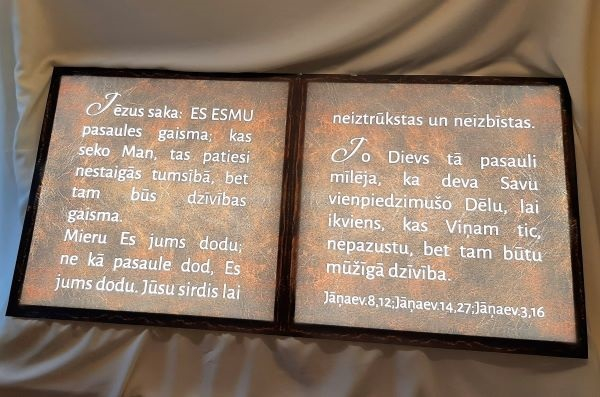 Jēzus saka: ES ESMU
pasaules gaisma; kas
seko Man, tas patiesi
nestaigās tumsībā, bet
tam būs dzīvības
gaisma.
Mieru Es jums dodu;
ne kā pasaule dod, Es
jums dodu. Jūsu sirdis lai
neiztrūkstas un neizbīstas.
Jo Dievs tā pasauli
mīlēja, ka deva Savu
vienpiedzimušo Dēlu, lai
ikviens, kas Viņam tic,
nepazustu, bet tam būtu
mūžīgā dzīvība.
Jāņaev.8,12;Jāņaev.14,27;Jāņaev.3,16